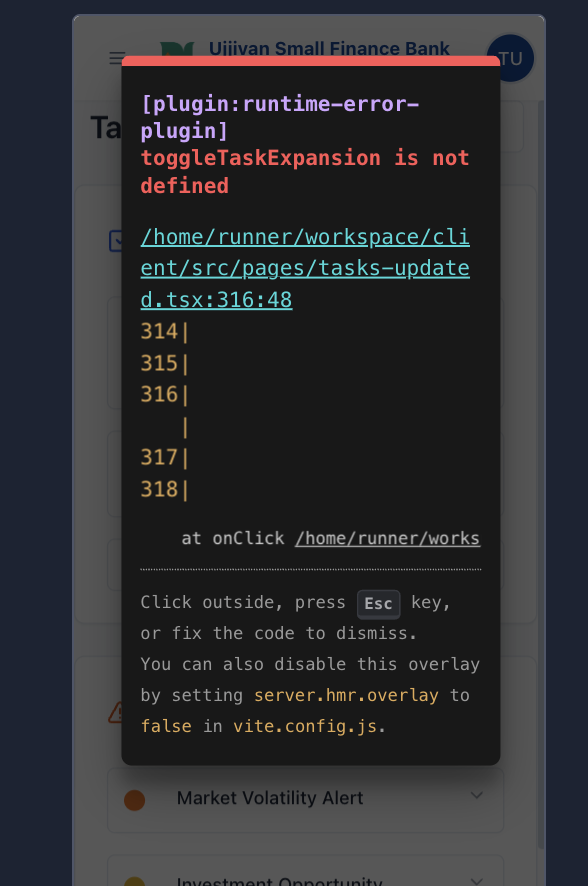 Ujjivan Small Finance Bank
TU
Ta
[plugin:runtime-error-
plugin]
toggleTaskExpansion is not
defined
/home/runner/workspace/cli
ent/src/pages/tasks-update
d.tsx:316:48
314|
315|
316|
|
317|
318|
at onClick /home/runner/works
Click outside, press Esc key,
or fix the code to dismiss.
You can also disable this overlay
by setting server.hmr.overlay to
false in vite.config.js.
Market Volatility Alert
Investment Opportunity